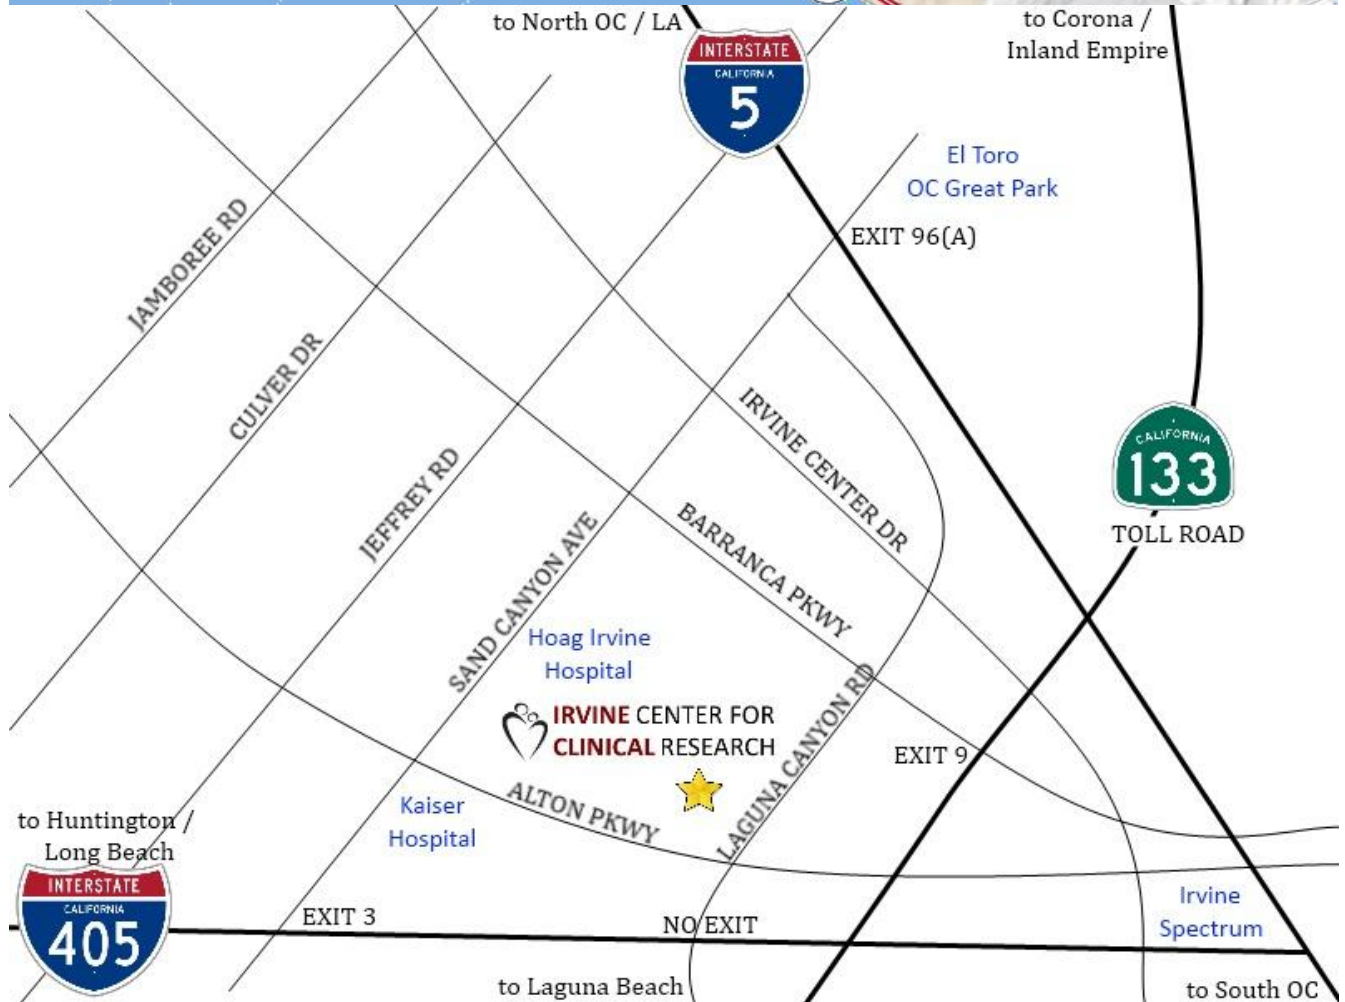 to North OC / LA
to Corona /
Inland Empire
INTERSTATE
CALIFORNIA
5
El Toro
OC Great Park
EXIT 96(A)
JAMBOREE RD
CULVER DR
JEFFREY RD
SAND CANYON AVE
IRVINE CENTER DR
BARRANCA PKWY
CALIFORNIA
133
TOLL ROAD
Hoag Irvine
Hospital
IRVINE CENTER FOR
CLINICAL RESEARCH
LAGUNA CANYON RD
EXIT 9
ALTON PKWY
Kaiser
Hospital
to Huntington /
Long Beach
INTERSTATE
CALIFORNIA
405
EXIT 3
NO EXIT
Irvine
Spectrum
to Laguna Beach
to South OC